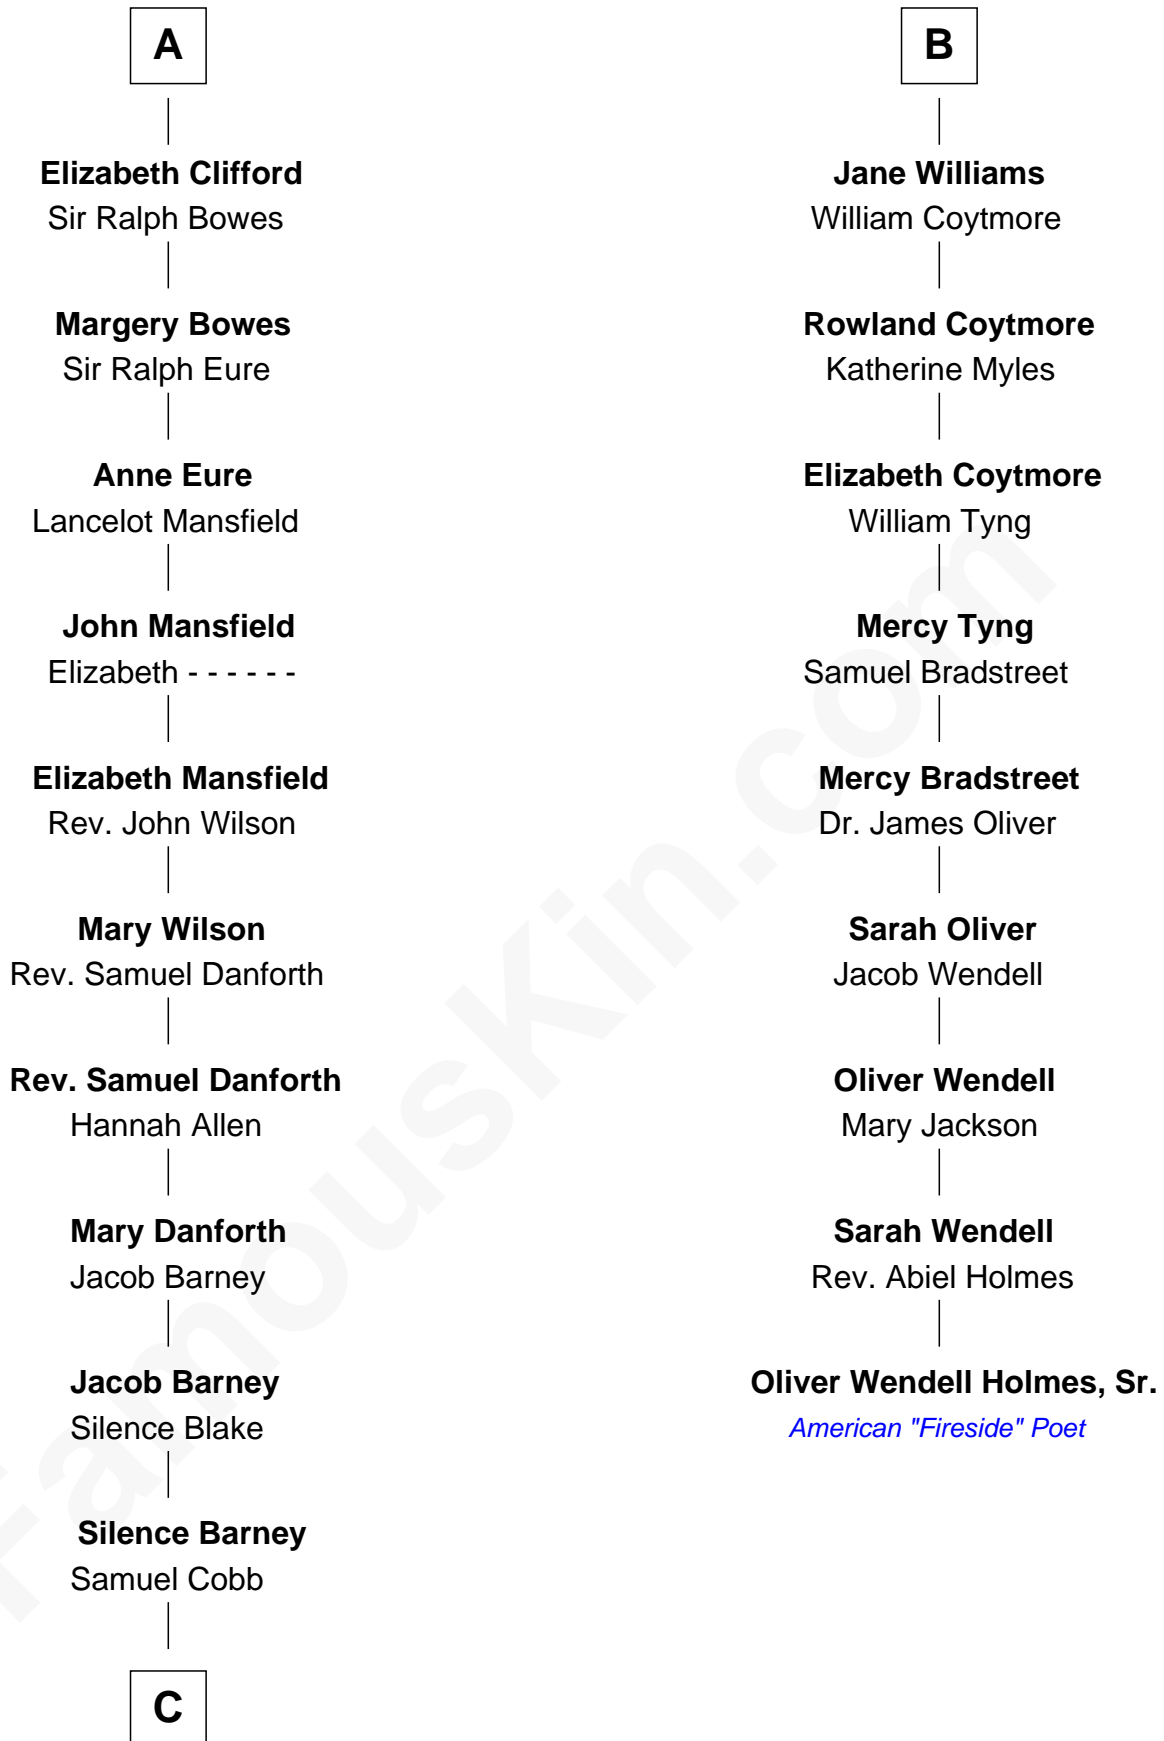 A
Elizabeth Clifford
Sir Ralph Bowes
Margery Bowes
Sir Ralph Eure
Anne Eure
Lancelot Mansfield
John Mansfield
Elizabeth - - - - - -
Elizabeth Mansfield
Rev. John Wilson
Mary Wilson
Rev. Samuel Danforth
Rev. Samuel Danforth
Hannah Allen
Mary Danforth
Jacob Barney
Jacob Barney
Silence Blake
Silence Barney
Samuel Cobb
C
B
Jane Williams
William Coytmore
Rowland Coytmore
Katherine Myles
Elizabeth Coytmore
William Tyng
Mercy Tyng
Samuel Bradstreet
Mercy Bradstreet
Dr. James Oliver
Sarah Oliver
Jacob Wendell
Oliver Wendell
Mary Jackson
Sarah Wendell
Rev. Abiel Holmes
Oliver Wendell Holmes, Sr.
American "Fireside" Poet
FamousKin.com